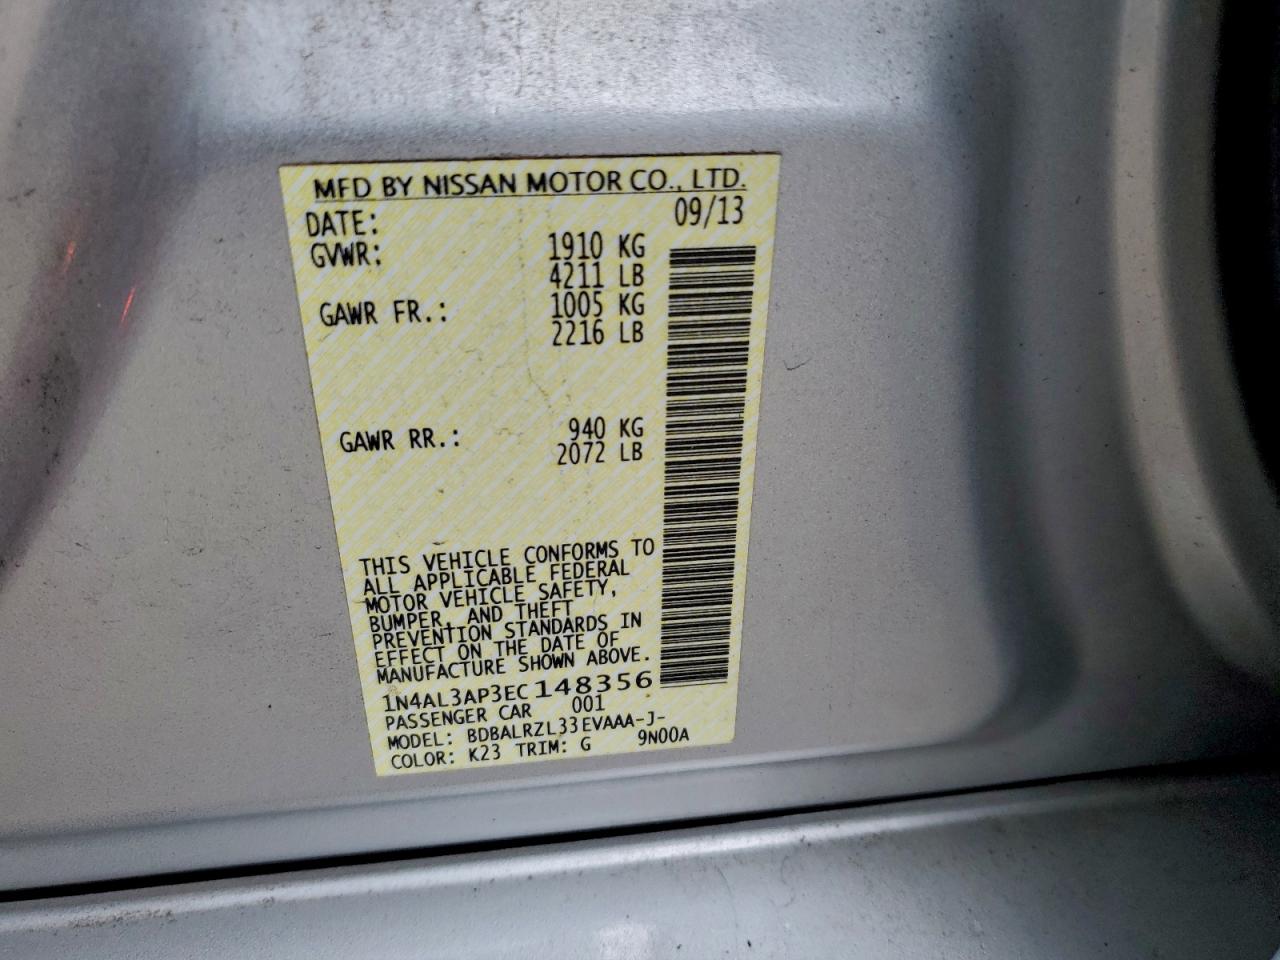 MFD BY NISSAN MOTOR CO., LTD.
DATE: 09/13
GVWR: 1910 KG
4211 LB
GAWR FR.: 1005 KG
2216 LB
GAWR RR.: 940 KG
2072 LB
THIS VEHICLE CONFORMS TO
ALL APPLICABLE FEDERAL
MOTOR VEHICLE SAFETY,
BUMPER, AND THEFT
PREVENTION STANDARDS IN
EFFECT ON THE DATE OF
MANUFACTURE SHOWN ABOVE.
1N4AL3AP3EC148356
PASSENGER CAR 001
MODEL: BDBALRZL33EVAAA-J-
COLOR: K23 TRIM: G 9N00A